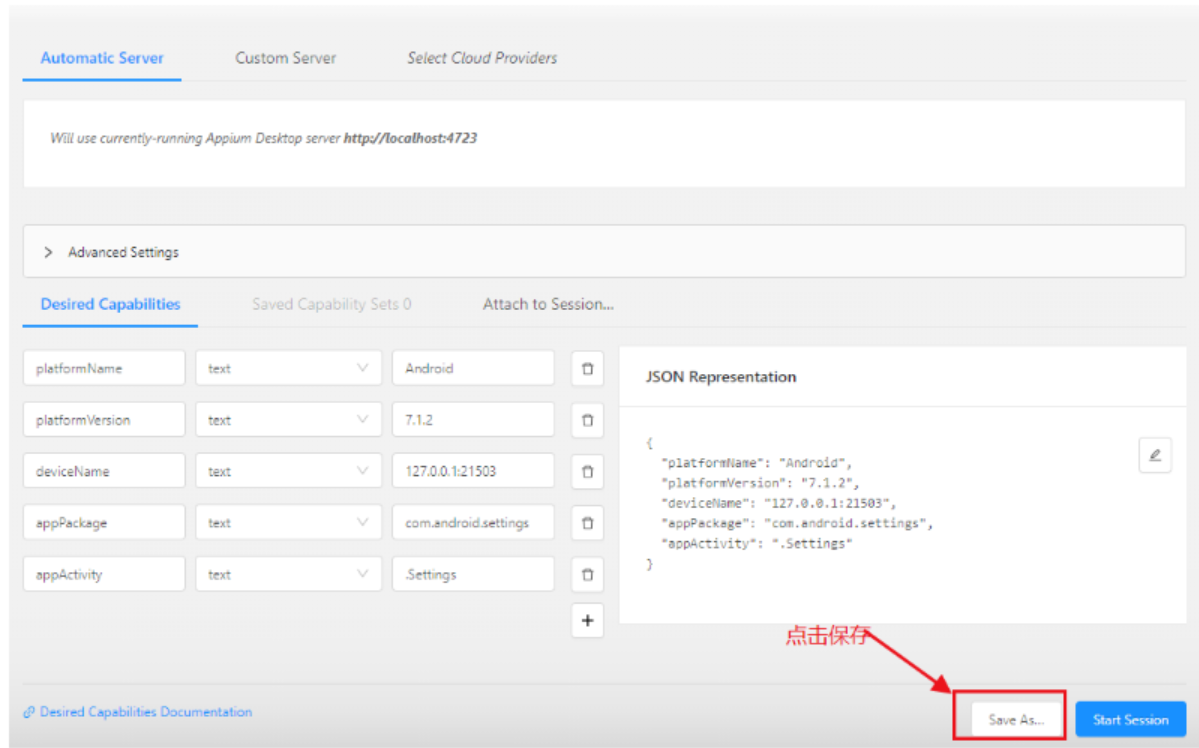 Automatic Server Custom Server Select Cloud Providers
Will use currently-running Appium Desktop server http://localhost:4723
Advanced Settings
Desired Capabilities Saved Capability Sets 0 Attach to Session...
platformName text Android
platformVersion text 7.1.2
deviceName text 127.0.0.1:21503
appPackage text com.android.settings
appActivity text .Settings
JSON Representation
{
"platformName": "Android",
"platformVersion": "7.1.2",
"deviceName": "127.0.0.1:21503",
"appPackage": "com.android.settings",
"appActivity": ".Settings"
}
点击保存
Desired Capabilities Documentation
Save As...
Start Session